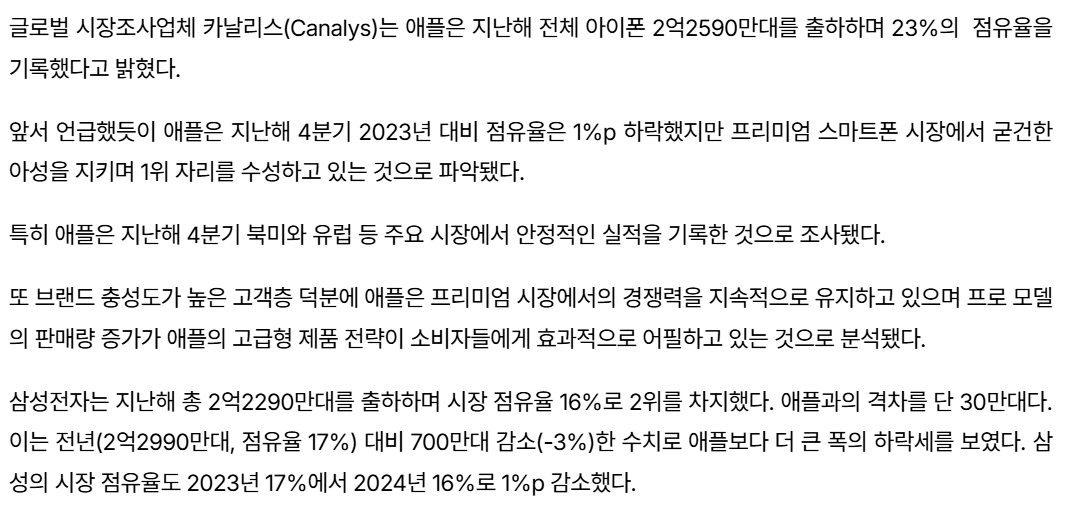 글로벌 시장조사업체 카날리스(Canalys)는 애플은 지난해 전체 아이폰 2억2590만대를 출하하며 23%의 점유율을
기록했다고 밝혔다.
앞서 언급했듯이 애플은 지난해 4분기 2023년 대비 점유율은 1%p 하락했지만 프리미엄 스마트폰 시장에서 굳건한
아성을 지키며 1위 자리를 수성하고 있는 것으로 파악됐다.
특히 애플은 지난해 4분기 북미와 유럽 등 주요 시장에서 안정적인 실적을 기록한 것으로 조사됐다.
또 브랜드 충성도가 높은 고객층 덕분에 애플은 프리미엄 시장에서의 경쟁력을 지속적으로 유지하고 있으며 프로 모델
의 판매량 증가가 애플의 고급형 제품 전략이 소비자들에게 효과적으로 어필하고 있는 것으로 분석됐다.
삼성전자는 지난해 총 2억2290만대를 출하하며 시장 점유율 16%로 2위를 차지했다. 애플과의 격차를 단 30만대다.
이는 전년(2억2990만대, 점유율 17%) 대비 700만대 감소(-3%)한 수치로 애플보다 더 큰 폭의 하락세를 보였다. 삼
성의 시장 점유율도 2023년 17%에서 2024년 16%로 1%p 감소했다.